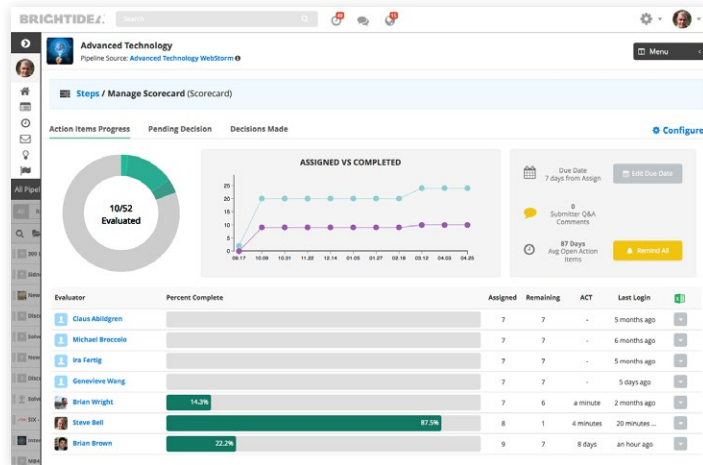 BRIGHTIDEA
Search
Advanced Technology
Pipeline Source: Advanced Technology WebStorm
Menu
Steps / Manage Scorecard (Scorecard)
Action Items Progress Pending Decision Decisions Made Configure
10/52
Evaluated
ASSIGNED VS COMPLETED
25
20
15
10
5
0
09.17 10.09 10.31 11.22 12.14 01.05 01.27 02.18 03.12 04.03 04.25
Due Date
7 days from Assign
Edit Due Date
0
Submitter Q&A
Comments
87 Days
Avg Open Action
Items
Remind All
All Pipel
Evaluator Percent Complete Assigned Remaining ACT Last Login
Claus Abildgren 7 7 - 5 months ago
Michael Broccolo 7 7 - 6 months ago
Ira Fertig 7 7 - 5 months ago
Genevieve Wang 7 7 - 5 days ago
Brian Wright 14.3% 7 6 a minute 2 months ago
Steve Bell 87.5% 8 1 4 minutes 20 minutes ...
Brian Brown 22.2% 9 7 8 days an hour ago